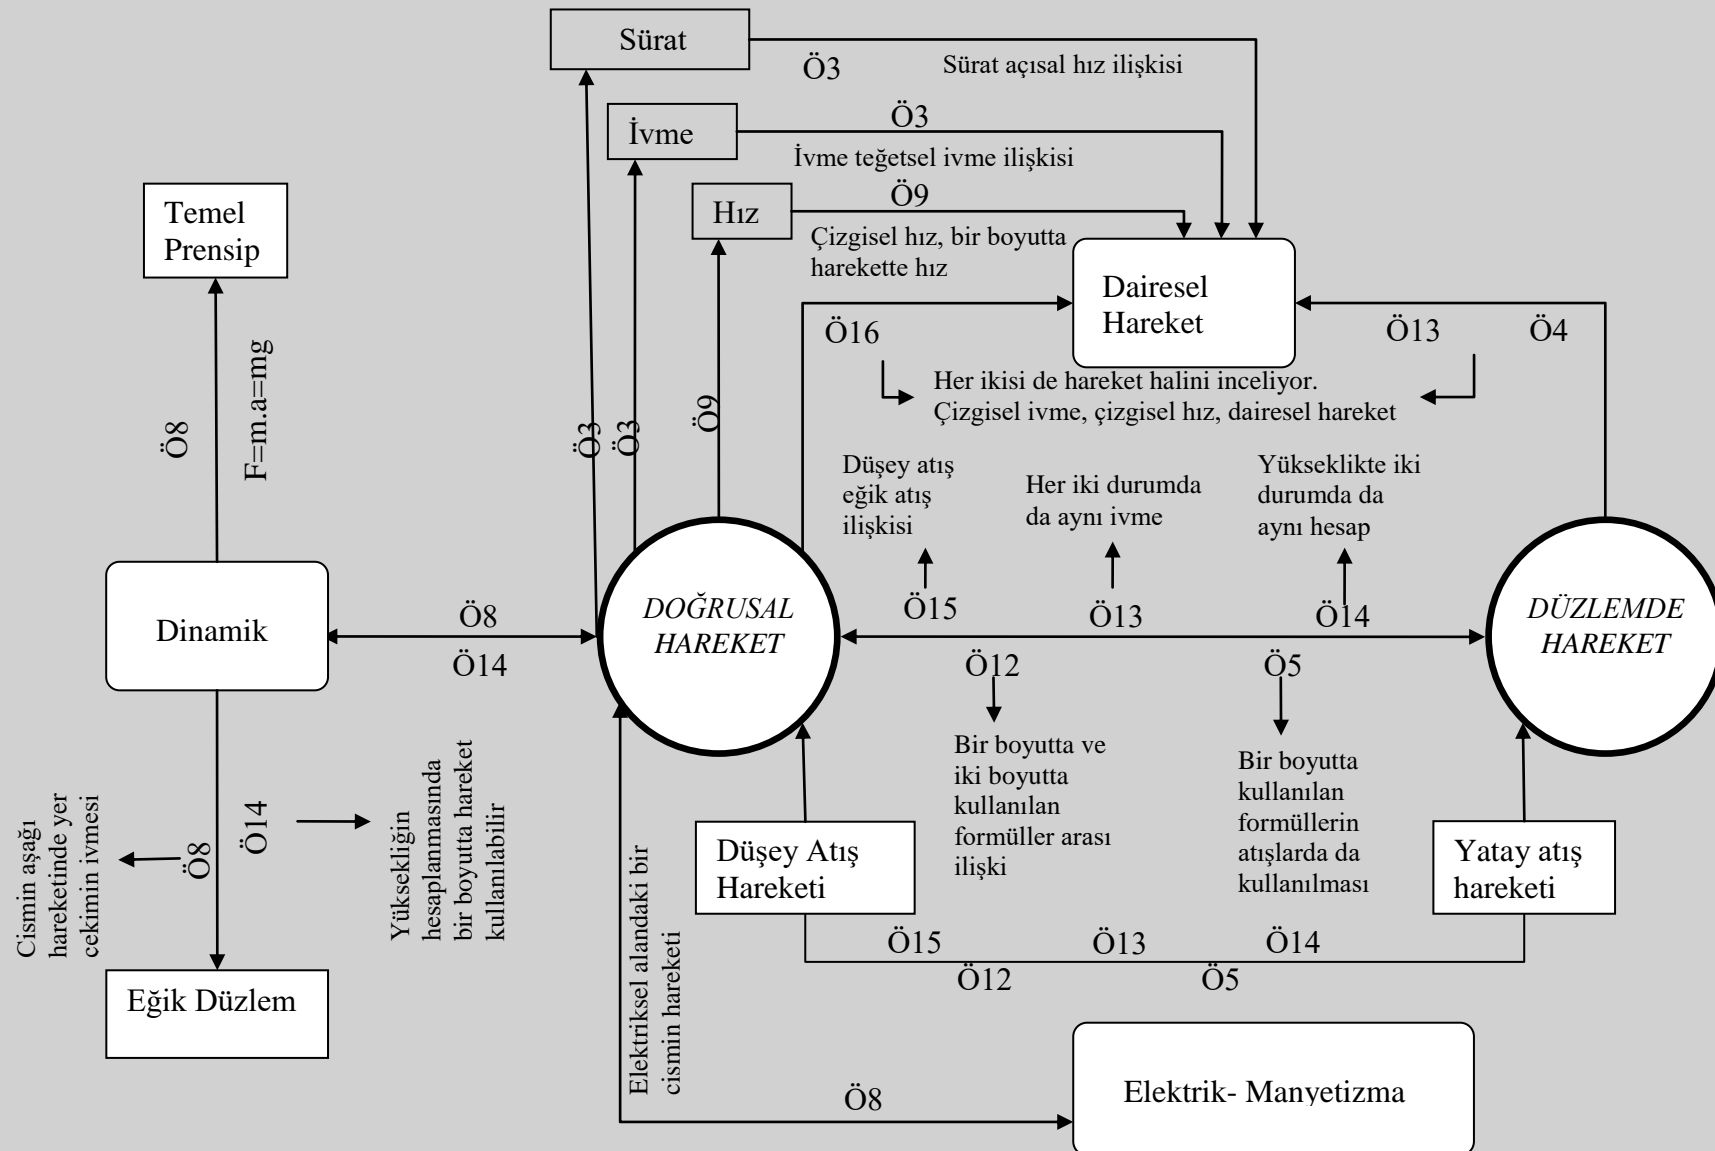 Sürat
Ö3
Sürat açısal hız ilişkisi
İvme
Ö3
İvme teğetsel ivme ilişkisi
Hız
Ö9
Çizgisel hız, bir boyutta
harekette hız
Temel
Prensip
Dairesel
Hareket
Ö16
Ö13
Ö4
Her ikisi de hareket halini inceliyor.
Çizgisel ivme, çizgisel hız, dairesel hareket
Ö8
F=m.a=mg
Ö3
Ö3
Ö9
Düşey atış
eğik atış
ilişkisi
Her iki durumda
da aynı ivme
Yükseklikte iki
durumda da
aynı hesap
Dinamik
Ö8
Ö14
DOĞRUSAL
HAREKET
Ö15
Ö13
Ö14
Ö12
Ö5
DÜZLEMDE
HAREKET
Bir boyutta ve
iki boyutta
kullanılan
formüller arası
ilişki
Bir boyutta
kullanılan
formüllerin
atışlarda da
kullanılması
Cismin aşağı
hareketinde yer
cekimin ivmesi
Ö8
Ö14
Yüksekliğin
hesaplanmasında
bir boyutta hareket
kullanılabilir
Düşey Atış
Hareketi
Yatay atış
hareketi
Ö15
Ö13
Ö14
Ö12
Ö5
Eğik Düzlem
Elektriksel alandaki bir
cismin hareketi
Ö8
Elektrik- Manyetizma